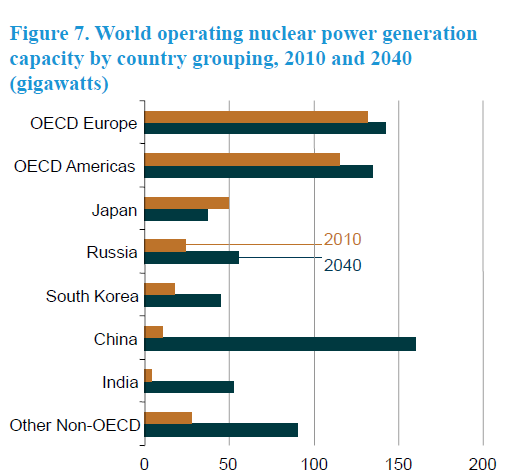 Figure 7. World operating nuclear power generation
capacity by country grouping, 2010 and 2040
(gigawatts)
OECD Europe
OECD Americas
Japan
Russia
2010
2040
South Korea
China
India
Other Non-OECD
0 50 100 150 200